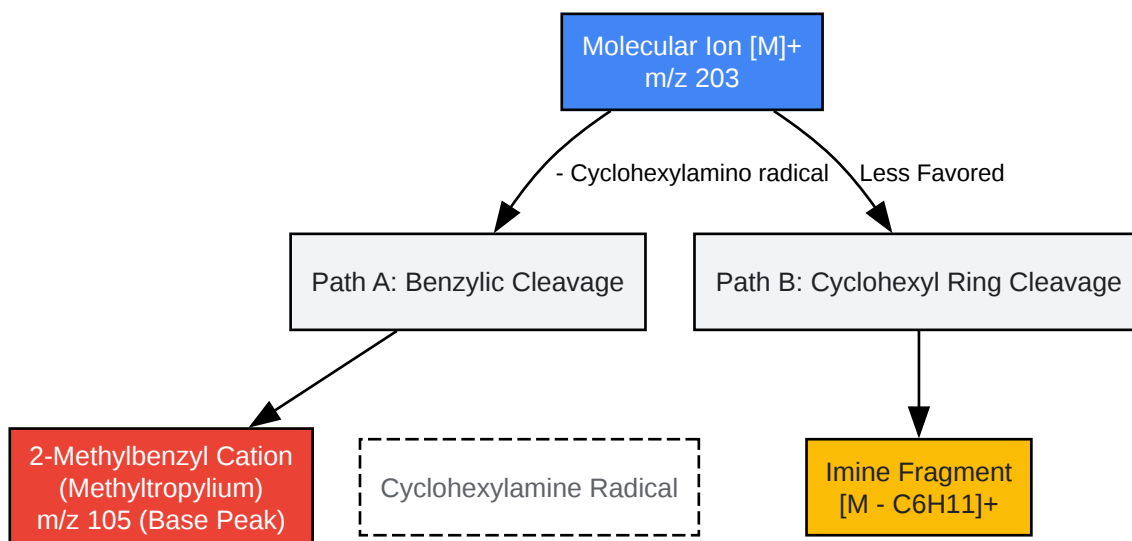 Molecular Ion [M]+
m/z 203
- Cyclohexylamino radical
Less Favored
Path A: Benzylic Cleavage
Path B: Cyclohexyl Ring Cleavage
2-Methylbenzyl Cation
(Methyltropylium)
m/z 105 (Base Peak)
Cyclohexylamine Radical
Imine Fragment
[M - C6H11]+